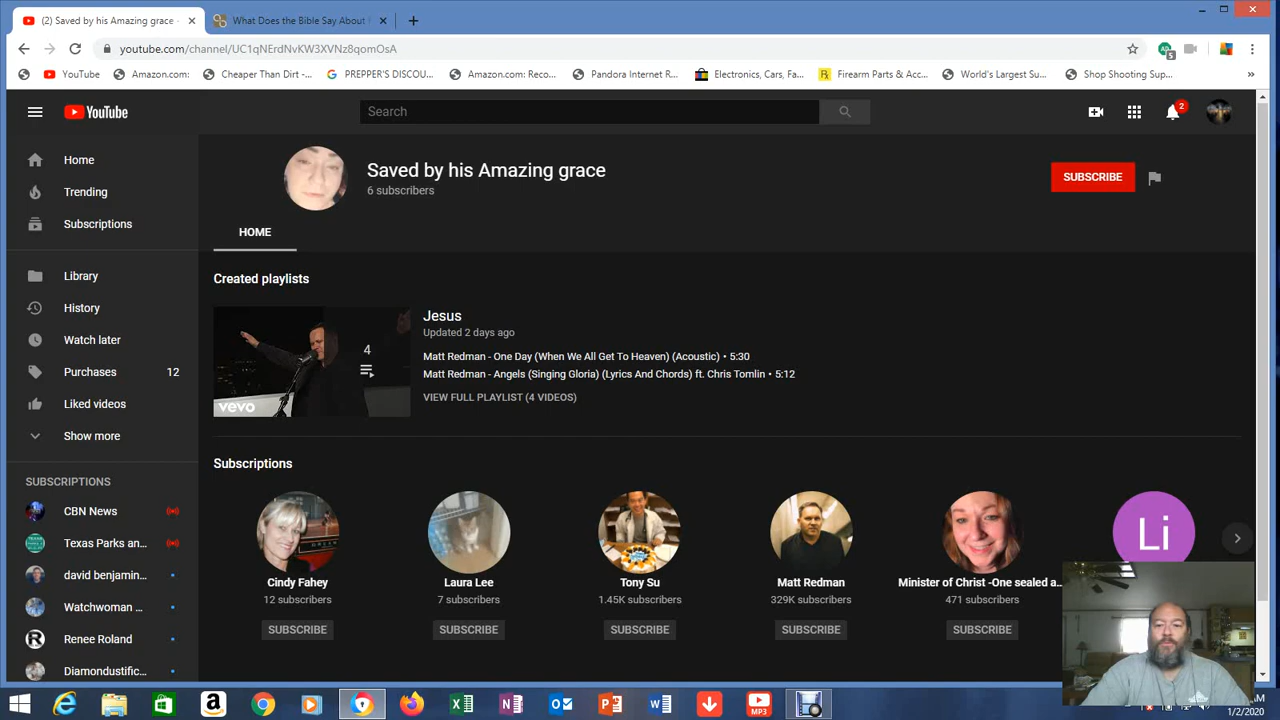 (2) Saved by his Amazing grace
What Does the Bible Say About
youtube.com/channel/UC1qNErdNvKW3XVNz8qomOsA
5
YouTube
Amazon.com:
Cheaper Than Dirt -...
PREPPER'S DISCOU...
Amazon.com: Reco...
Pandora Internet R...
Electronics, Cars, Fa...
Firearm Parts & Acc...
World's Largest Su...
Shop Shooting Sup...
»
YouTube
Search
2
Home
Trending
Subscriptions
Library
History
Watch later
Purchases 12
Liked videos
Show more
SUBSCRIPTIONS
CBN News
Texas Parks an...
david benjamin...
Watchwoman ...
Renee Roland
Diamondustific...
Saved by his Amazing grace
6 subscribers
SUBSCRIBE
HOME
Created playlists
4
vevo
Jesus
Updated 2 days ago
Matt Redman - One Day (When We All Get To Heaven) (Acoustic) • 5:30
Matt Redman - Angels (Singing Gloria) (Lyrics And Chords) ft. Chris Tomlin • 5:12
VIEW FULL PLAYLIST (4 VIDEOS)
Subscriptions
Li
Cindy Fahey
12 subscribers
SUBSCRIBE
Laura Lee
7 subscribers
SUBSCRIBE
Tony Su
1.45K subscribers
SUBSCRIBE
Matt Redman
329K subscribers
SUBSCRIBE
Minister of Christ -One sealed a...
471 subscribers
SUBSCRIBE
MP3
AM
1/2/2020